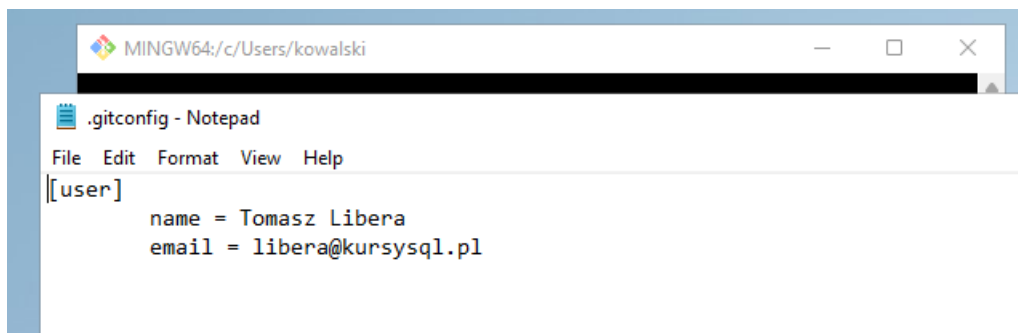 MINGW64:/c/Users/kowalski
.gitconfig - Notepad
File Edit Format View Help
[user]
name = Tomasz Libera
email = libera@kursysql.pl